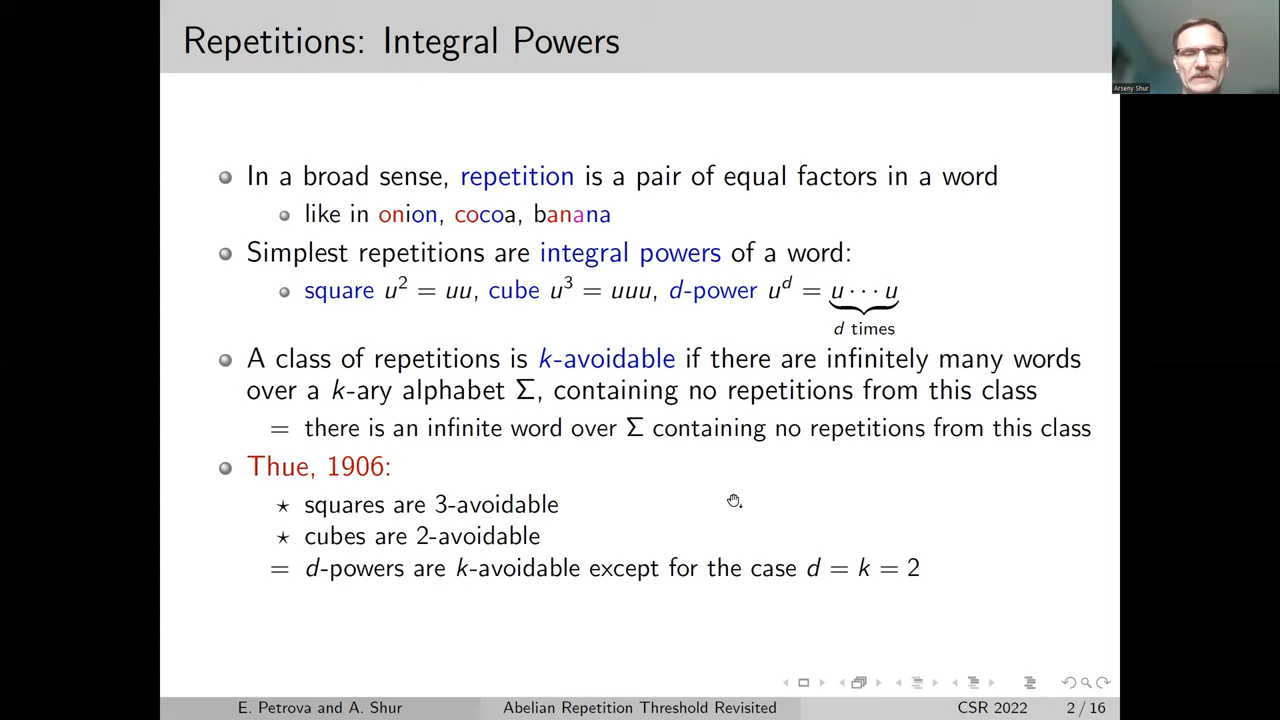 Repetitions: Integral Powers
Arseny Shur
In a broad sense, repetition is a pair of equal factors in a word
like in onion, cocoa, banana
Simplest repetitions are integral powers of a word:
square u² = uu, cube u³ = uuu, d-power uᵈ = u···u
d times
A class of repetitions is k-avoidable if there are infinitely many words
over a k-ary alphabet Σ, containing no repetitions from this class
= there is an infinite word over Σ containing no repetitions from this class
Thue, 1906:
⋆ squares are 3-avoidable
⋆ cubes are 2-avoidable
= d-powers are k-avoidable except for the case d = k = 2
E. Petrova and A. Shur Abelian Repetition Threshold Revisited CSR 2022 2 / 16